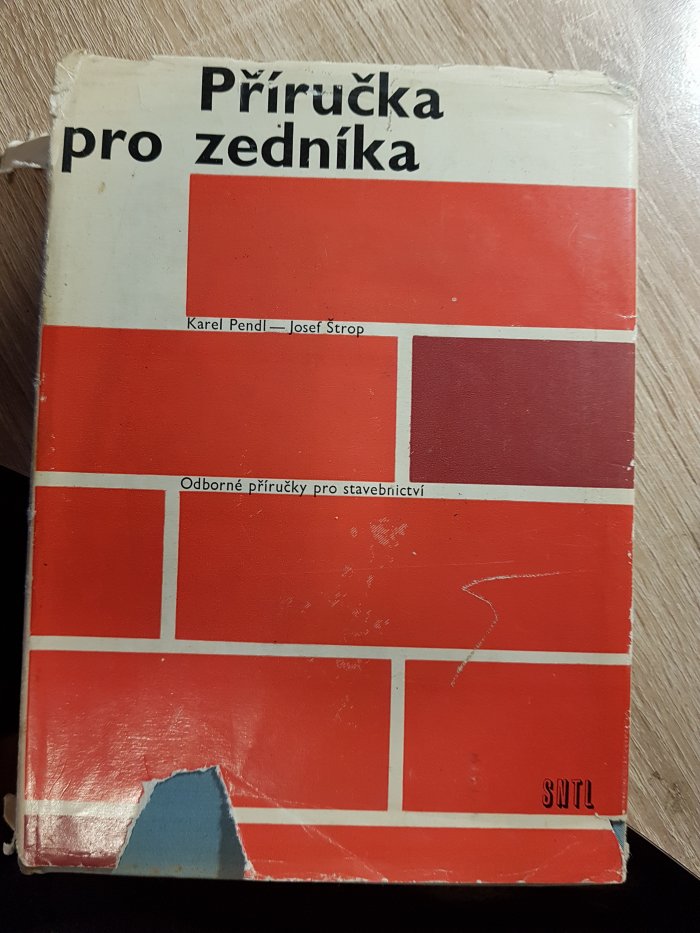 Příručka
pro zedníka
Karel Pendl — Josef Štrop
Odborné příručky pro stavebnictví
SNTL